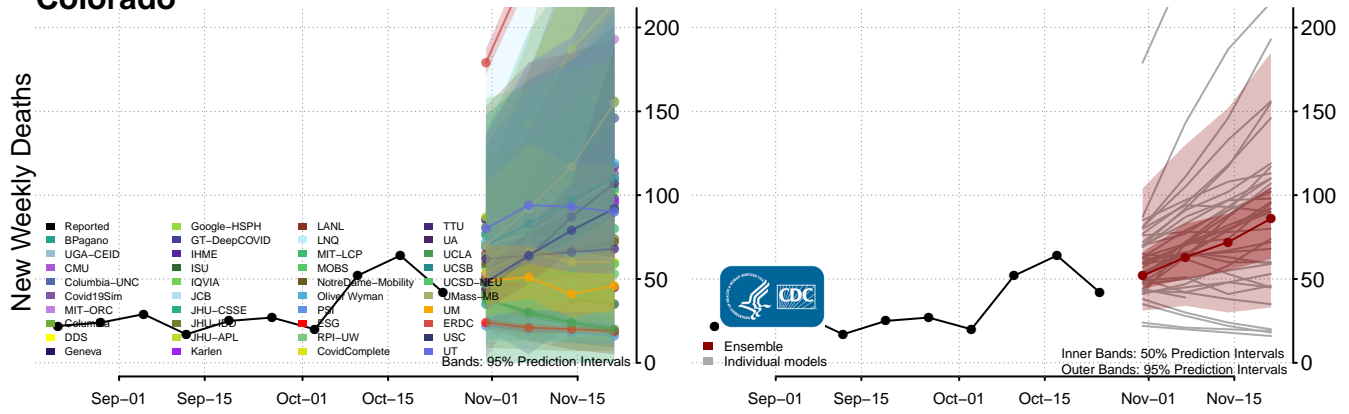 Colorado
New Weekly Deaths
200
150
100
50
0
Reported
BPagano
UGA−CEID
CMU
Columbia−UNC
Covid19Sim
MIT−ORC
Columbia
DDS
Geneva
Google−HSPH
GT−DeepCOVID
IHME
ISU
IQVIA
JCB
JHU−CSSE
JHU−IDD
JHU−APL
Karlen
LANL
LNQ
MIT−LCP
MOBS
NotreDame−Mobility
Oliver Wyman
PSI
ESG
RPI−UW
CovidComplete
TTU
UA
UCLA
UCSB
UCSD−NEU
UMass−MB
UM
ERDC
USC
UT
Bands: 95% Prediction Intervals
Sep−01 Sep−15 Oct−01 Oct−15 Nov−01 Nov−15
200
150
100
50
0
CDC
Ensemble
Individual models
Inner Bands: 50% Prediction Intervals
Outer Bands: 95% Prediction Intervals
Sep−01 Sep−15 Oct−01 Oct−15 Nov−01 Nov−15